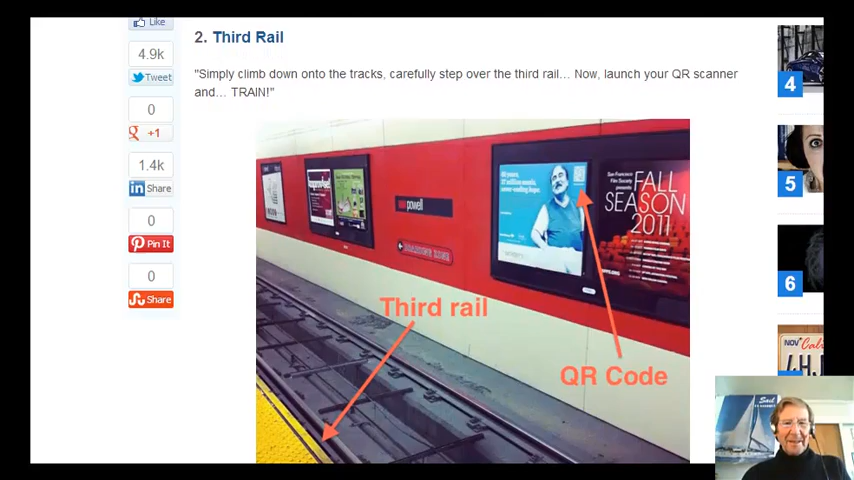 Like
4.9k
Tweet
0
+1
1.4k
Share
0
Pin It
0
Share
2. Third Rail
"Simply climb down onto the tracks, carefully step over the third rail… Now, launch your QR scanner
and… TRAIN!"
powell
FALL
SEASON
2011
Third rail
QR Code
4
5
6
NOV
Sail